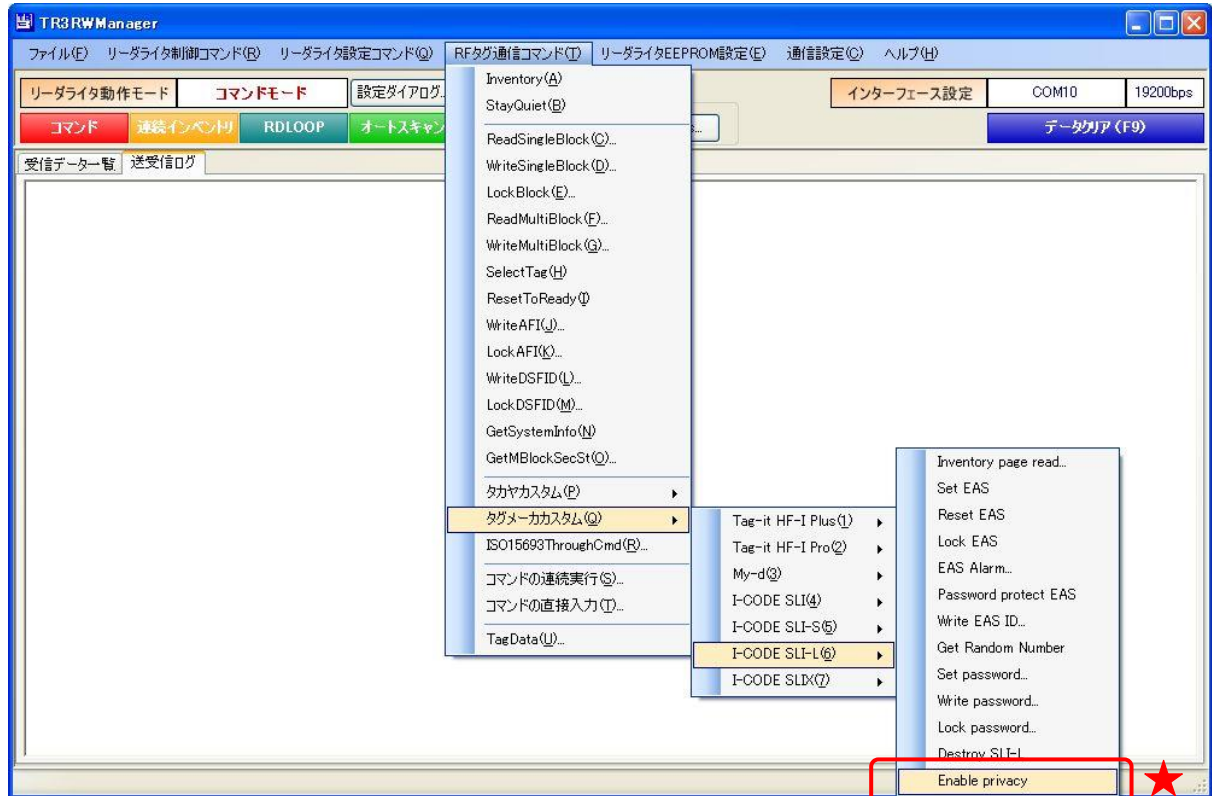 TR3RWManager
ファイル(F) リーダライタ制御コマンド(R) リーダライタ設定コマンド(Q) RFタグ通信コマンド(T) リーダライタEEPROM設定(E) 通信設定(C) ヘルプ(H)
リーダライタ動作モード コマンドモード 設定ダイアログ インターフェース設定 COM10 19200bps
コマンド 連続インベントリ RDLOOP オートスキャン データクリア(F9)
受信データ一覧 送受信ログ
Inventory(A)
StayQuiet(B)
ReadSingleBlock(C)...
WriteSingleBlock(D)...
LockBlock(E)...
ReadMultiBlock(F)...
WriteMultiBlock(G)...
SelectTag(H)
ResetToReady(I)
WriteAFI(J)...
LockAFI(K)...
WriteDSFID(L)...
LockDSFID(M)...
GetSystemInfo(N)
GetMBlockSecSt(O)...
タカヤカスタム(P)
タグメーカカスタム(Q)
ISO15693ThroughCmd(R)...
コマンドの連続実行(S)...
コマンドの直接入力(T)...
TagData(U)...
Tag-it HF-I Plus(1)
Tag-it HF-I Pro(2)
My-d(3)
I-CODE SLI(4)
I-CODE SLI-S(5)
I-CODE SLI-L(6)
I-CODE SLIX(7)
Inventory page read...
Set EAS
Reset EAS
Lock EAS
EAS Alarm...
Password protect EAS
Write EAS ID...
Get Random Number
Set password...
Write password...
Lock password...
Destroy SLI-L
Enable privacy